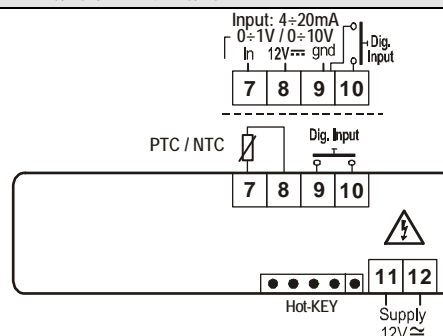 Input: 4÷20mA
0÷1V / 0÷10V
In 12V gnd
Dig.
Input
7 8 9 10
PTC / NTC
Dig. Input
7 8 9 10
11 12
Hot-KEY
Supply
12V